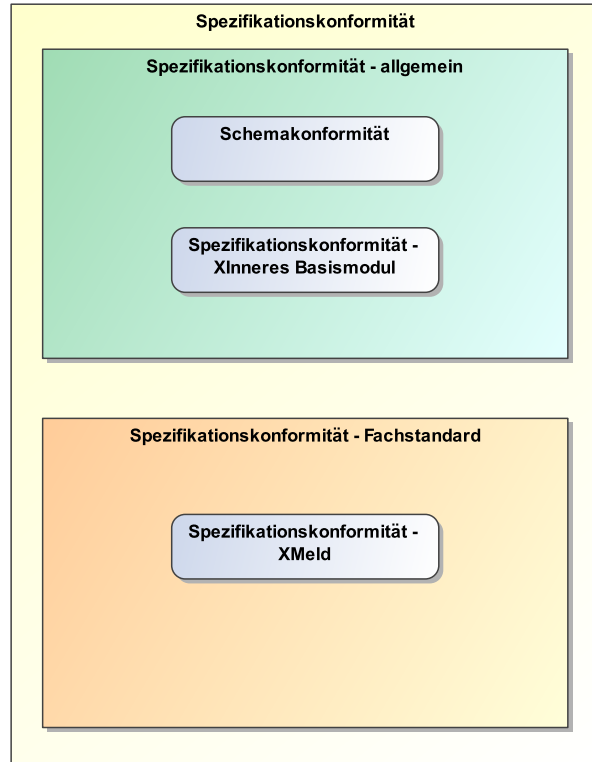 Spezifikationskonformität
Spezifikationskonformität - allgemein
Schemakonformität
Spezifikationskonformität -
XInneres Basismodul
Spezifikationskonformität - Fachstandard
Spezifikationskonformität -
XMeld